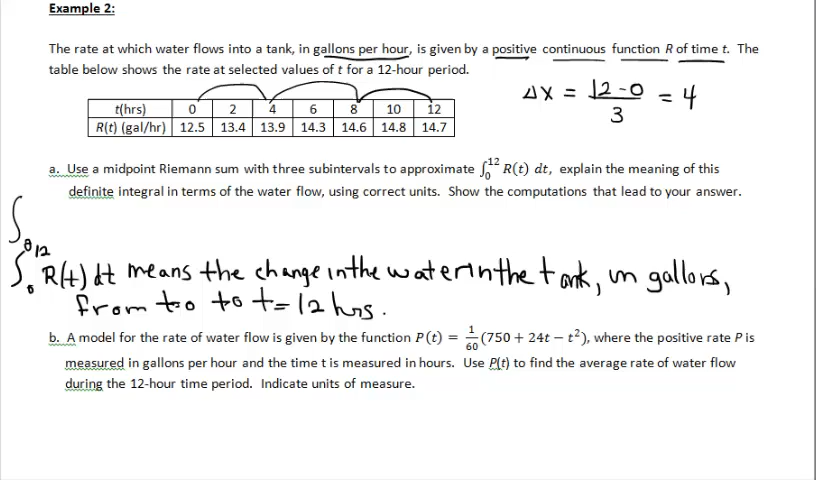 Example 2:
The rate at which water flows into a tank, in gallons per hour, is given by a positive continuous function R of time t. The
table below shows the rate at selected values of t for a 12-hour period.
Δx = 12-0 / 3 = 4
t(hrs) 0 2 4 6 8 10 12
R(t) (gal/hr) 12.5 13.4 13.9 14.3 14.6 14.8 14.7
a. Use a midpoint Riemann sum with three subintervals to approximate ∫₀¹² R(t) dt, explain the meaning of this
definite integral in terms of the water flow, using correct units. Show the computations that lead to your answer.
∫
∫₀¹² R(t) dt means the change in the water in the tank, in gallons,
from t=0 to t=12 hrs.
b. A model for the rate of water flow is given by the function P(t) = 1/60 (750 + 24t − t²), where the positive rate P is
measured in gallons per hour and the time t is measured in hours. Use P(t) to find the average rate of water flow
during the 12-hour time period. Indicate units of measure.